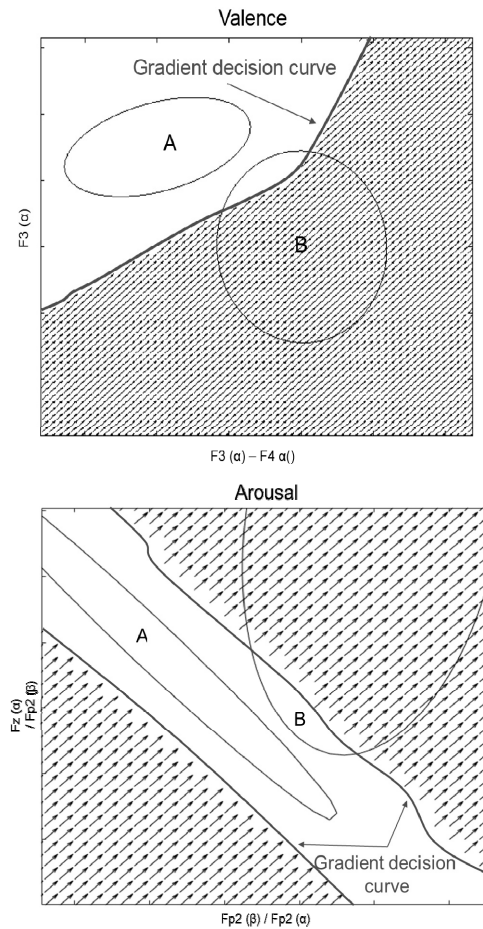 Valence
Gradient decision curve
A
B
F3 (α)
F3 (α) – F4 α()
Arousal
A
B
Fz (α)
/ Fp2 (β)
Gradient decision
curve
Fp2 (β) / Fp2 (α)